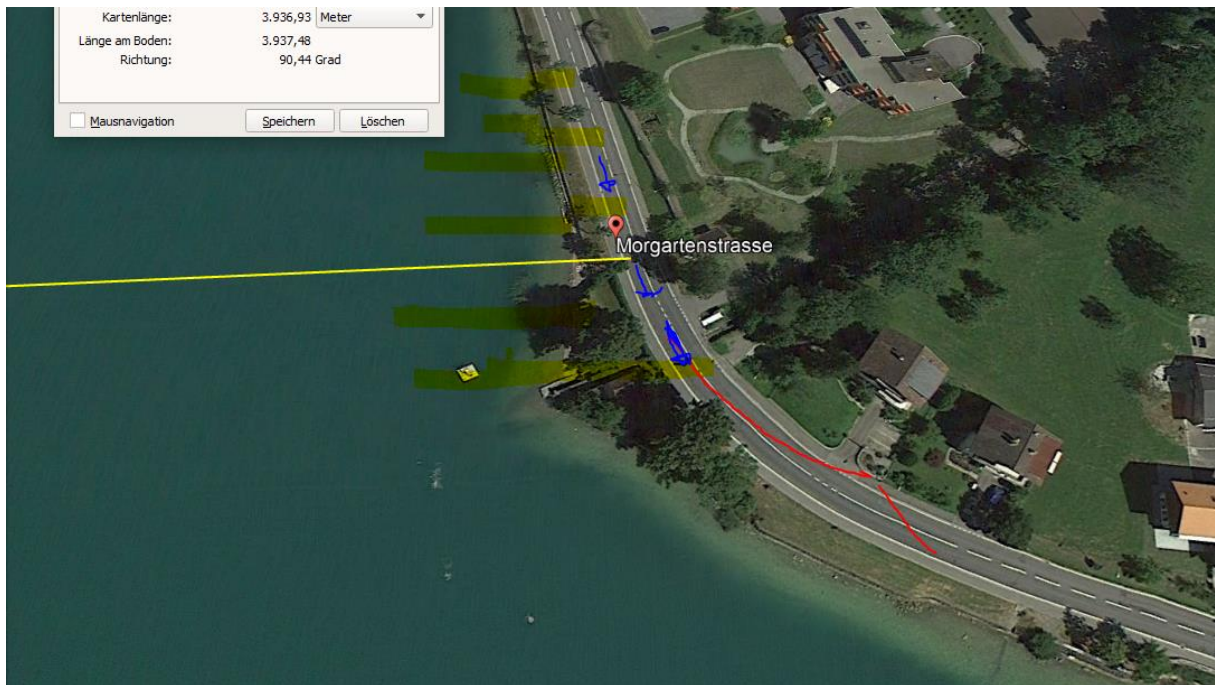 Kartenlänge: 3.936,93 Meter
Länge am Boden: 3.937,48
Richtung: 90,44 Grad
Mausnavigation Speichern Löschen
Morgartenstrasse